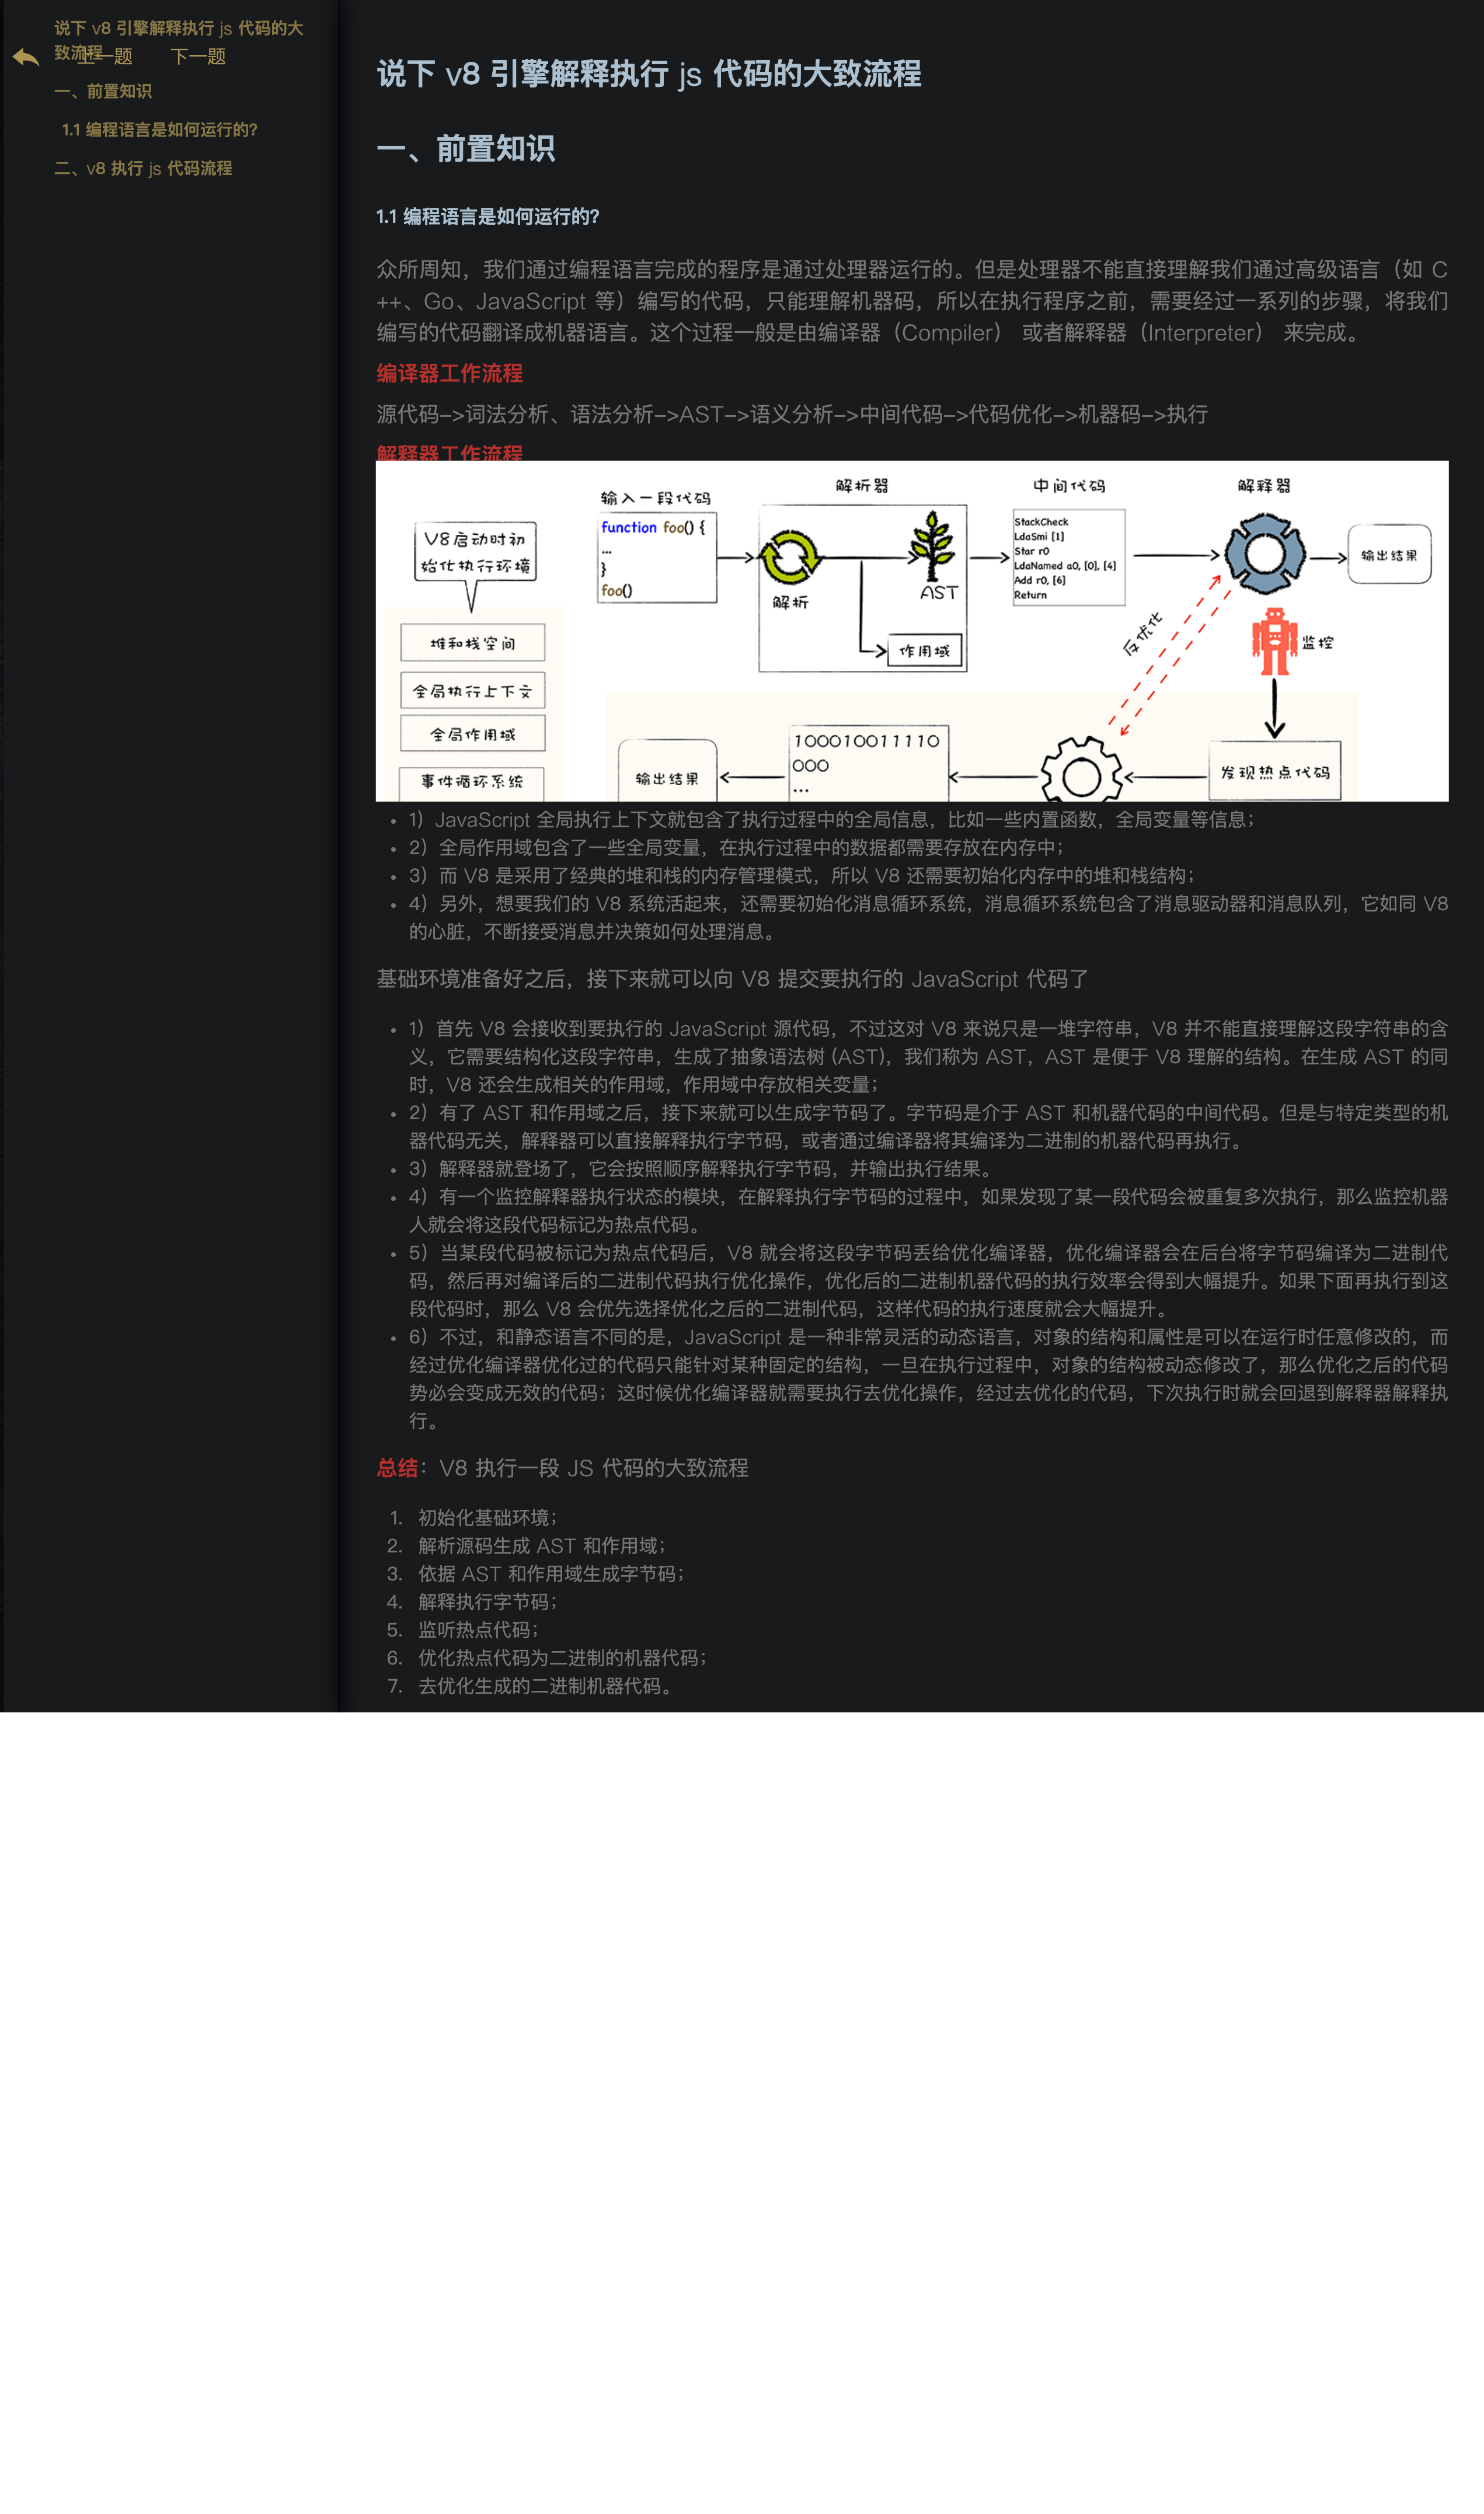 说下 v8 引擎解释执行 js 代码的大
致流程
上一题 下一题
一、前置知识
1.1 编程语言是如何运行的?
二、v8 执行 js 代码流程
说下 v8 引擎解释执行 js 代码的大致流程
一、前置知识
1.1 编程语言是如何运行的?
众所周知，我们通过编程语言完成的程序是通过处理器运行的。但是处理器不能直接理解我们通过高级语言（如 C
++、Go、JavaScript 等）编写的代码，只能理解机器码，所以在执行程序之前，需要经过一系列的步骤，将我们
编写的代码翻译成机器语言。这个过程一般是由编译器（Compiler） 或者解释器（Interpreter） 来完成。
编译器工作流程
源代码–>词法分析、语法分析–>AST–>语义分析–>中间代码–>代码优化–>机器码–>执行
解释器工作流程
V8启动时初
始化执行环境
堆和栈空间
全局执行上下文
全局作用域
事件循环系统
输入一段代码
function foo() {
...
}
foo()
解析器
解析
AST
作用域
中间代码
StackCheck
LdaSmi [1]
Star r0
LdaNamed a0, [0], [4]
Add r0, [6]
Return
解释器
输出结果
反优化
监控
发现热点代码
100010011110
000
...
输出结果
• 1）JavaScript 全局执行上下文就包含了执行过程中的全局信息，比如一些内置函数，全局变量等信息；
• 2）全局作用域包含了一些全局变量，在执行过程中的数据都需要存放在内存中；
• 3）而 V8 是采用了经典的堆和栈的内存管理模式，所以 V8 还需要初始化内存中的堆和栈结构；
• 4）另外，想要我们的 V8 系统活起来，还需要初始化消息循环系统，消息循环系统包含了消息驱动器和消息队列，它如同 V8
的心脏，不断接受消息并决策如何处理消息。
基础环境准备好之后，接下来就可以向 V8 提交要执行的 JavaScript 代码了
• 1）首先 V8 会接收到要执行的 JavaScript 源代码，不过这对 V8 来说只是一堆字符串，V8 并不能直接理解这段字符串的含
义，它需要结构化这段字符串，生成了抽象语法树 (AST)，我们称为 AST，AST 是便于 V8 理解的结构。在生成 AST 的同
时，V8 还会生成相关的作用域，作用域中存放相关变量；
• 2）有了 AST 和作用域之后，接下来就可以生成字节码了。字节码是介于 AST 和机器代码的中间代码。但是与特定类型的机
器代码无关，解释器可以直接解释执行字节码，或者通过编译器将其编译为二进制的机器代码再执行。
• 3）解释器就登场了，它会按照顺序解释执行字节码，并输出执行结果。
• 4）有一个监控解释器执行状态的模块，在解释执行字节码的过程中，如果发现了某一段代码会被重复多次执行，那么监控机器
人就会将这段代码标记为热点代码。
• 5）当某段代码被标记为热点代码后，V8 就会将这段字节码丢给优化编译器，优化编译器会在后台将字节码编译为二进制代
码，然后再对编译后的二进制代码执行优化操作，优化后的二进制机器代码的执行效率会得到大幅提升。如果下面再执行到这
段代码时，那么 V8 会优先选择优化之后的二进制代码，这样代码的执行速度就会大幅提升。
• 6）不过，和静态语言不同的是，JavaScript 是一种非常灵活的动态语言，对象的结构和属性是可以在运行时任意修改的，而
经过优化编译器优化过的代码只能针对某种固定的结构，一旦在执行过程中，对象的结构被动态修改了，那么优化之后的代码
势必会变成无效的代码；这时候优化编译器就需要执行去优化操作，经过去优化的代码，下次执行时就会回退到解释器解释执
行。
总结：V8 执行一段 JS 代码的大致流程
1. 初始化基础环境；
2. 解析源码生成 AST 和作用域；
3. 依据 AST 和作用域生成字节码；
4. 解释执行字节码；
5. 监听热点代码；
6. 优化热点代码为二进制的机器代码；
7. 去优化生成的二进制机器代码。